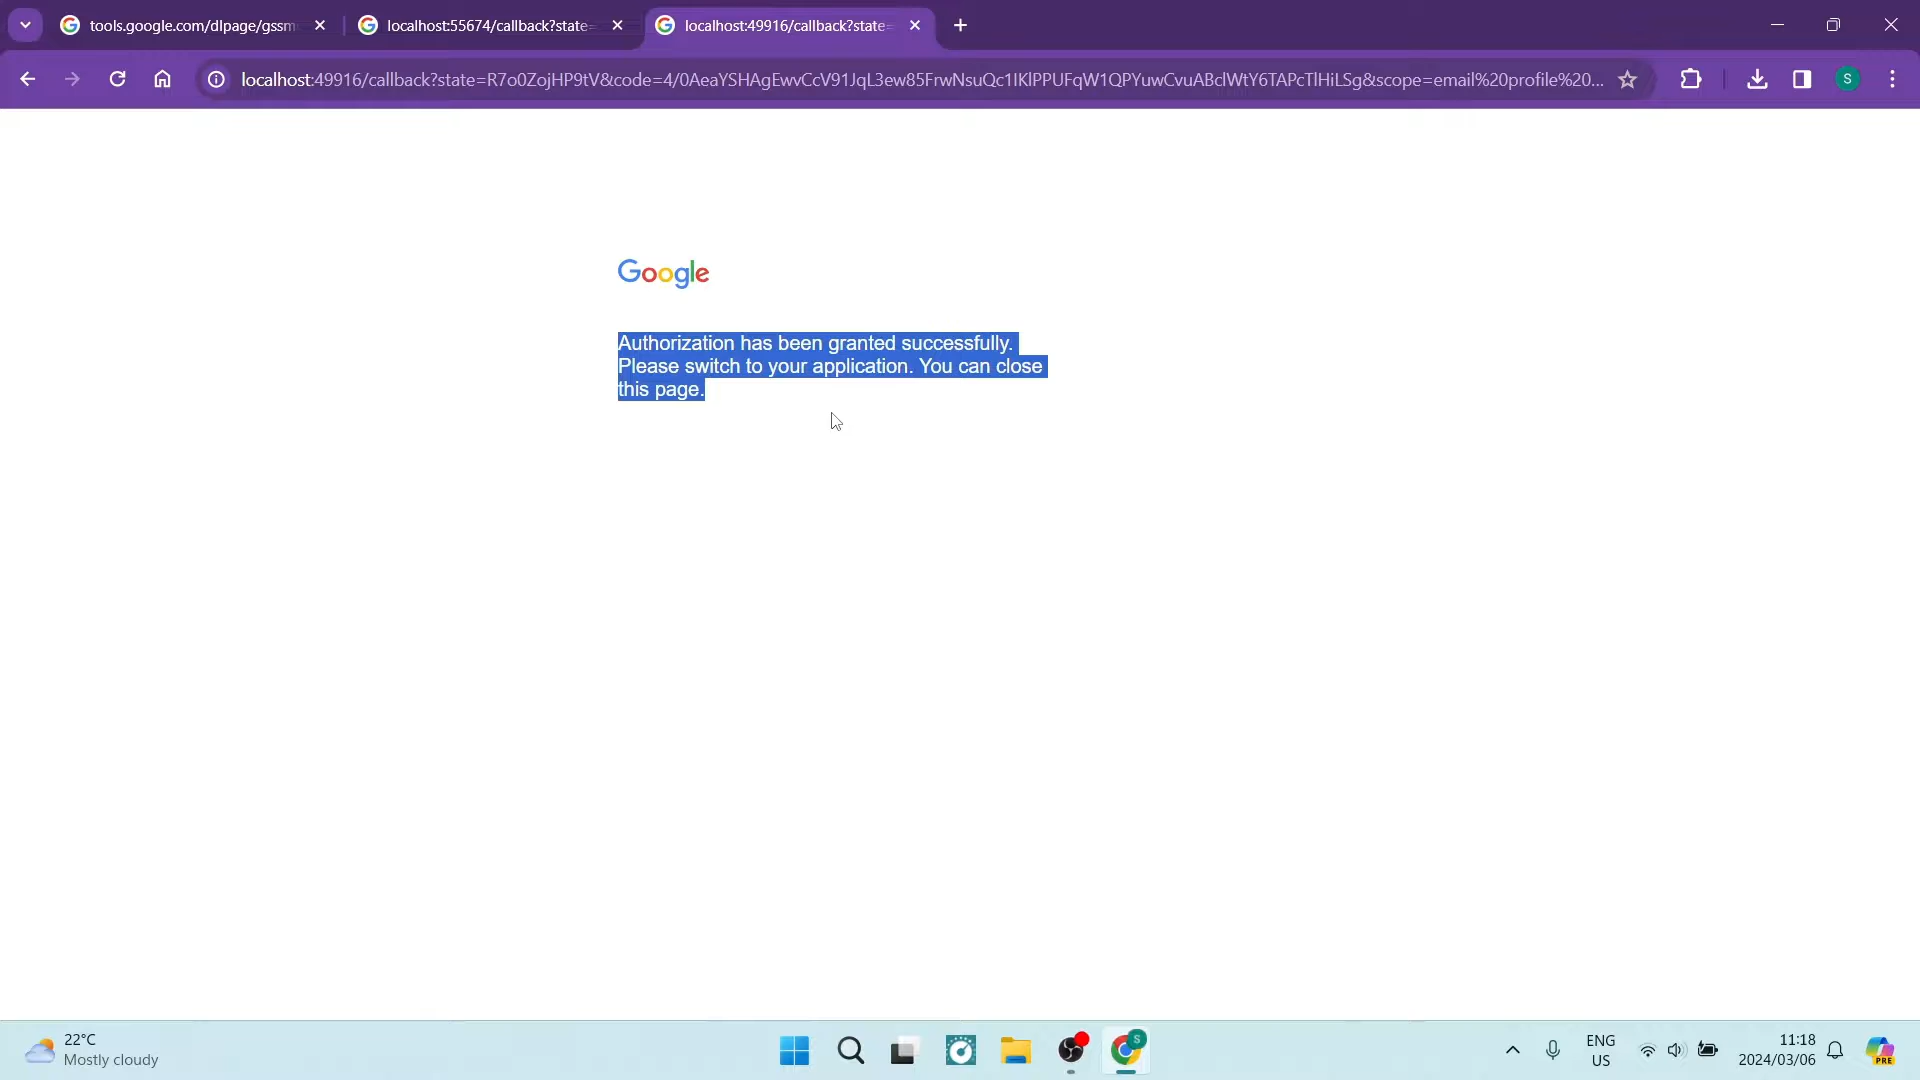 tools.google.com/dlpage/gssm
localhost:55674/callback?state=
localhost:49916/callback?state=
localhost:49916/callback?state=R7o0ZojHP9tV&code=4/0AeaYSHAgEwvCcV91JqL3ew85FrwNsuQc1IKlPPUFqW1QPYuwCvuABclWtY6TAPcTlHiLSg&scope=email%20profile%20...
S
Google
Authorization has been granted successfully.
Please switch to your application. You can close
this page.
22°C
Mostly cloudy
S
ENG
US
11:18
2024/03/06
PRE